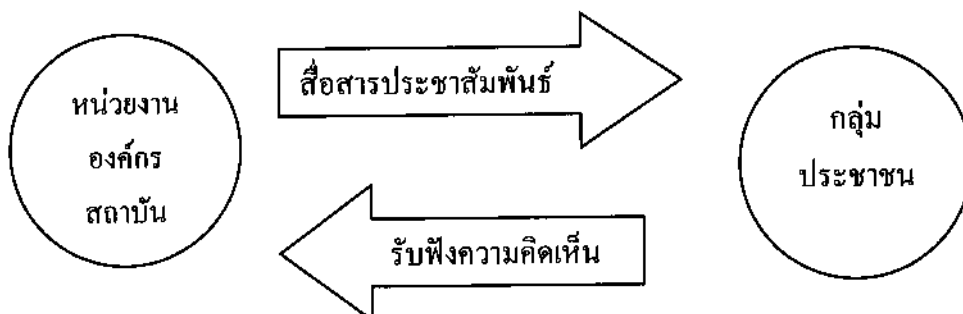 หน่วยงาน
องค์กร
สถาบัน
สื่อสารประชาสัมพันธ์
รับฟังความคิดเห็น
กลุ่ม
ประชาชน